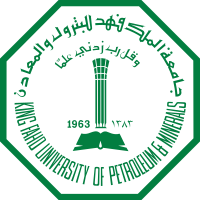 جامعة الملك فهد للبترول والمعادن
وقل رب زدني علما
1963 ١٣٨٣
KING FAHD UNIVERSITY OF PETROLEUM & MINERALS